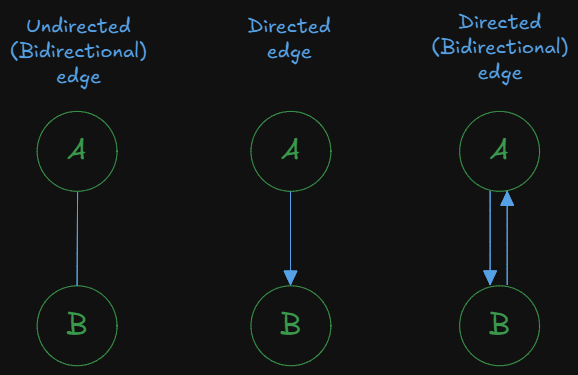 Undirected
(Bidirectional)
edge
Directed
edge
Directed
(Bidirectional)
edge
A
A
A
B
B
B